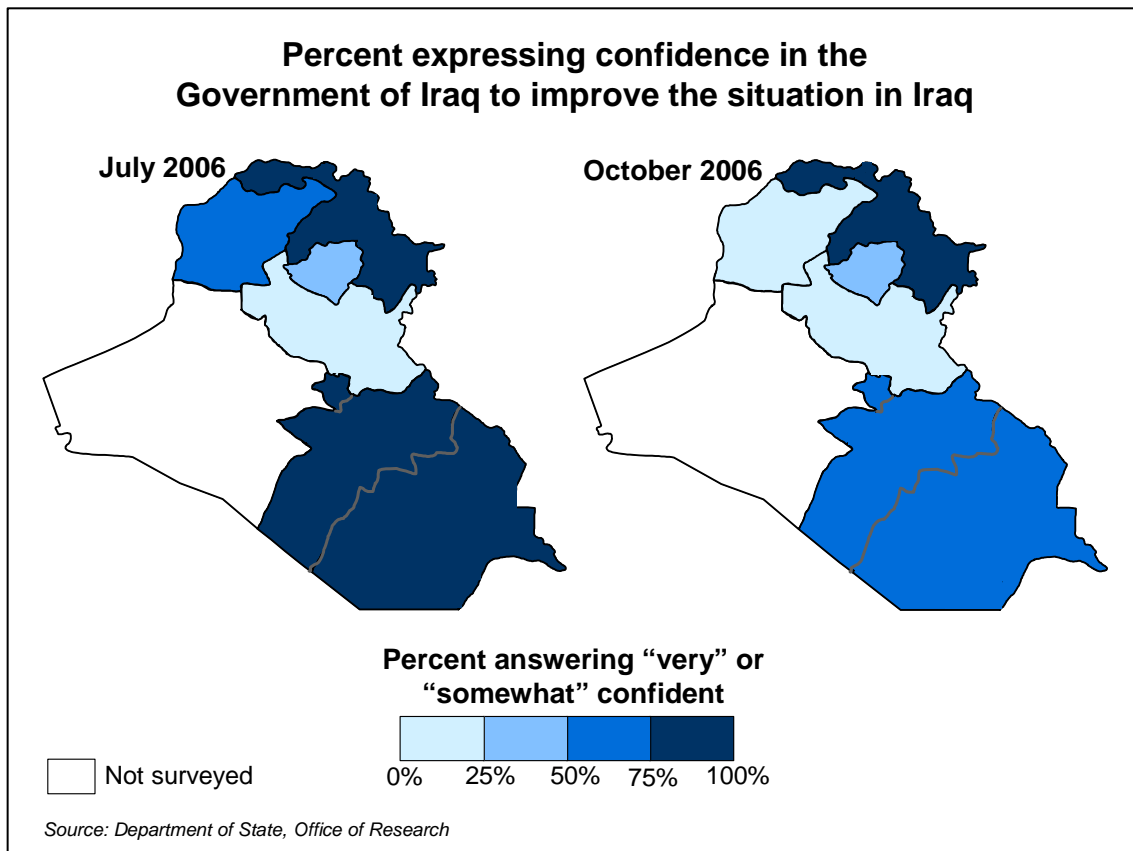 Percent expressing confidence in the
Government of Iraq to improve the situation in Iraq
July 2006
October 2006
Percent answering “very” or
“somewhat” confident
0% 25% 50% 75% 100%
Not surveyed
Source: Department of State, Office of Research